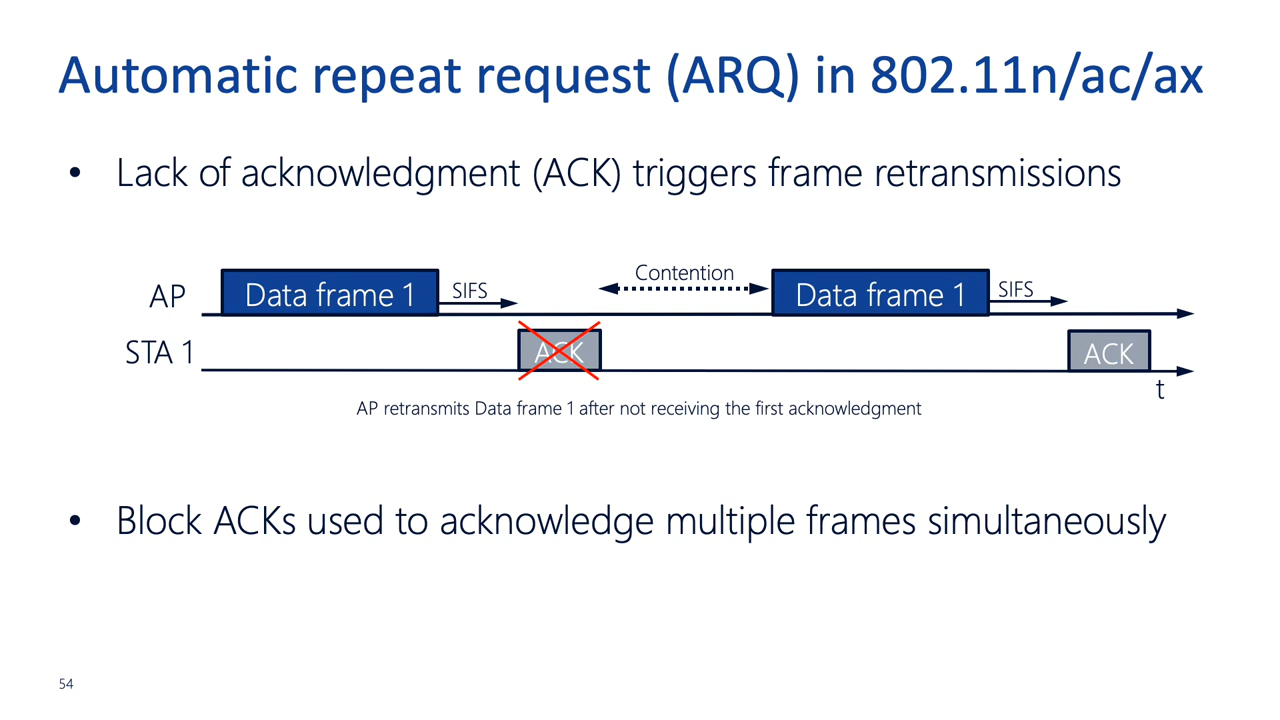 Automatic repeat request (ARQ) in 802.11n/ac/ax
• Lack of acknowledgment (ACK) triggers frame retransmissions
Contention
AP
Data frame 1
SIFS
Data frame 1
SIFS
STA 1
ACK
ACK
t
AP retransmits Data frame 1 after not receiving the first acknowledgment
• Block ACKs used to acknowledge multiple frames simultaneously
54